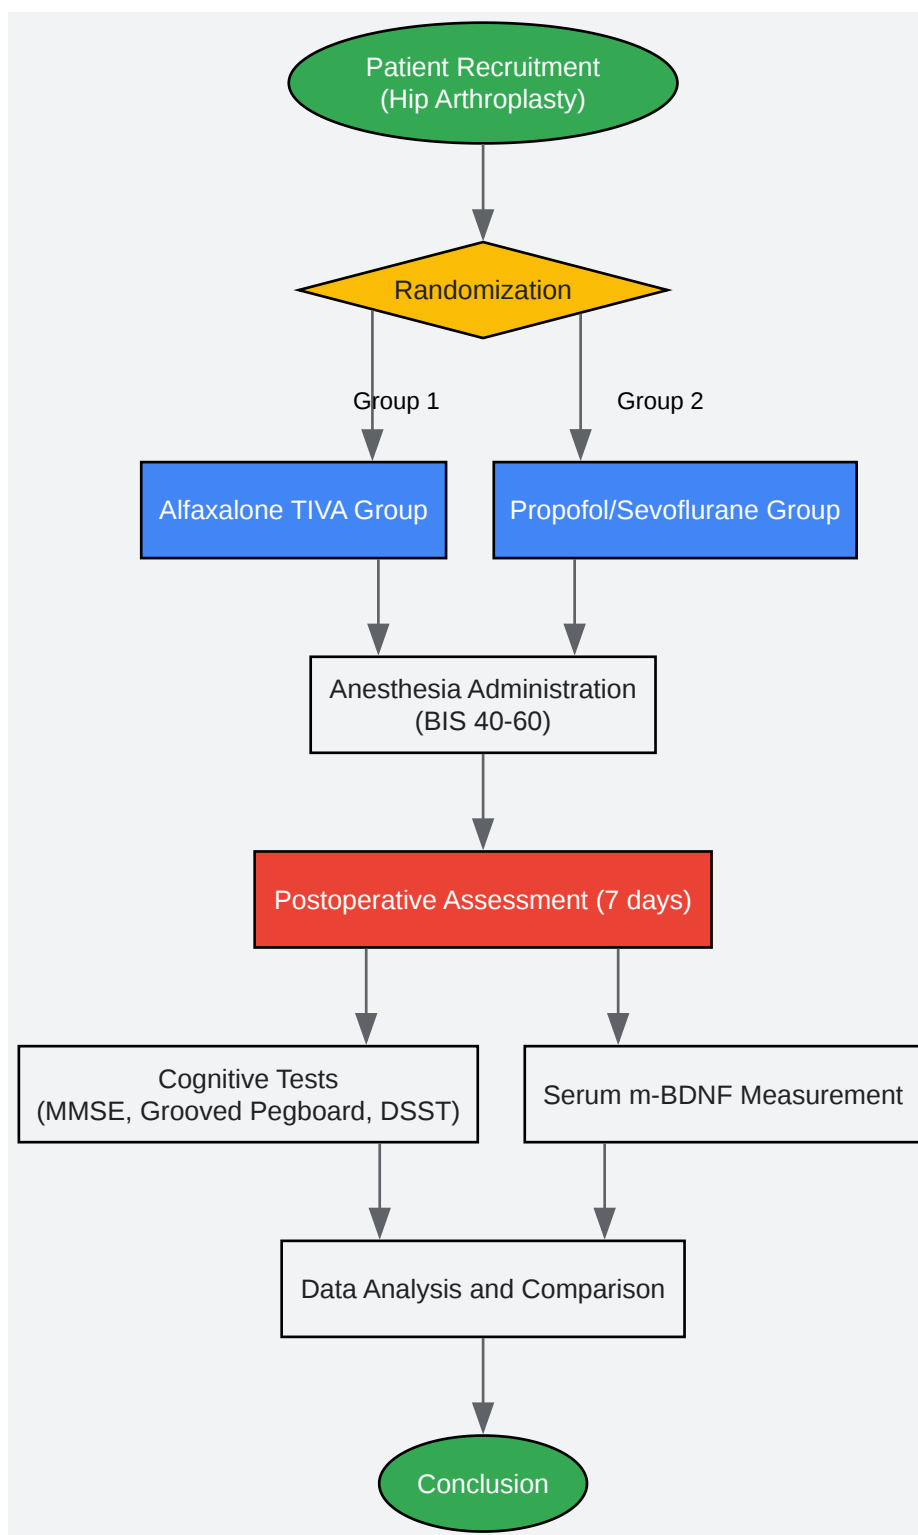 Patient Recruitment
(Hip Arthroplasty)
Randomization
Group 1
Group 2
Alfaxalone TIVA Group
Propofol/Sevoflurane Group
Anesthesia Administration
(BIS 40-60)
Postoperative Assessment (7 days)
Cognitive Tests
(MMSE, Grooved Pegboard, DSST)
Serum m-BDNF Measurement
Data Analysis and Comparison
Conclusion